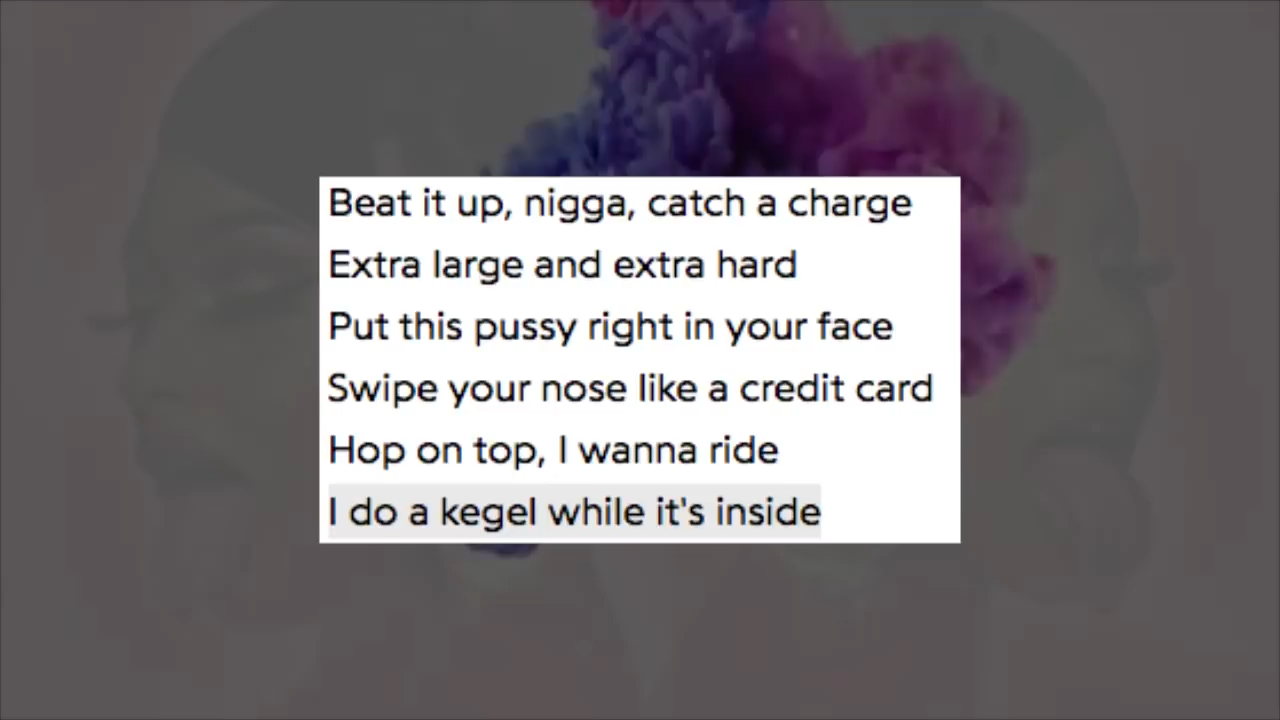 Beat it up, nigga, catch a charge
Extra large and extra hard
Put this pussy right in your face
Swipe your nose like a credit card
Hop on top, I wanna ride
I do a kegel while it's inside